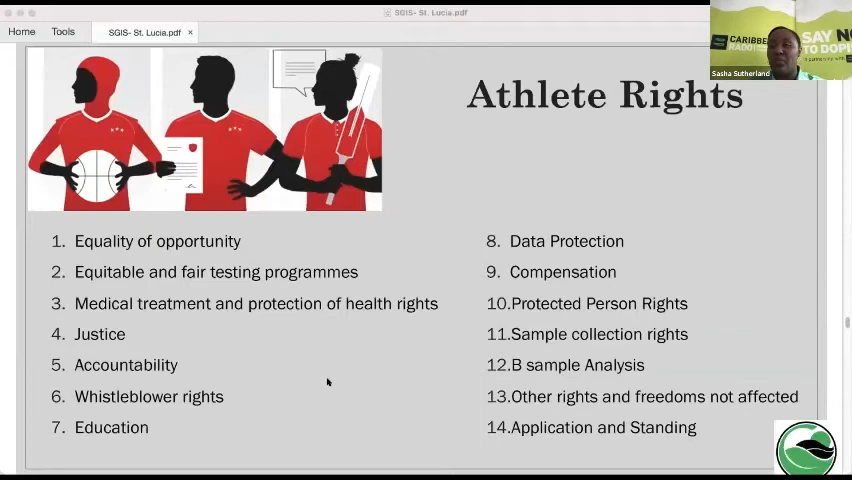 SGIS- St. Lucia.pdf
Home
Tools
SGIS- St. Lucia.pdf ×
CARIBBE
RADO
SAY NO
TO DOPI
Sasha Sutherland
Athlete Rights
1. Equality of opportunity
2. Equitable and fair testing programmes
3. Medical treatment and protection of health rights
4. Justice
5. Accountability
6. Whistleblower rights
7. Education
8. Data Protection
9. Compensation
10.Protected Person Rights
11.Sample collection rights
12.B sample Analysis
13.Other rights and freedoms not affected
14.Application and Standing